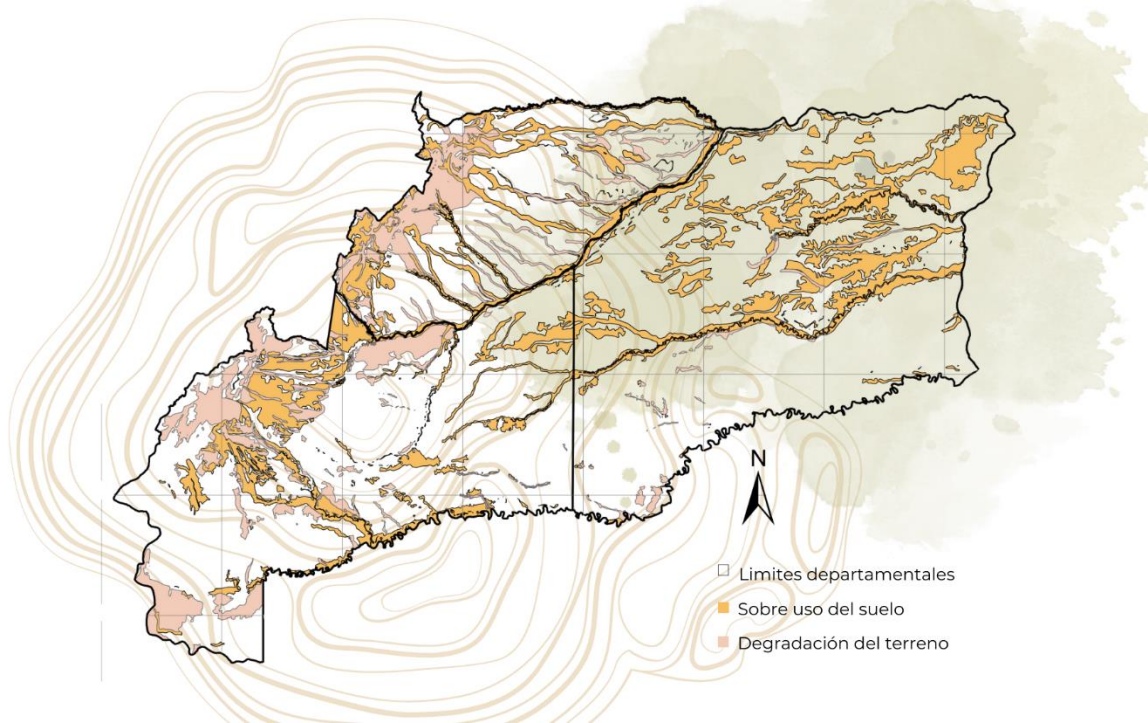 N
Limites departamentales
Sobre uso del suelo
Degradación del terreno